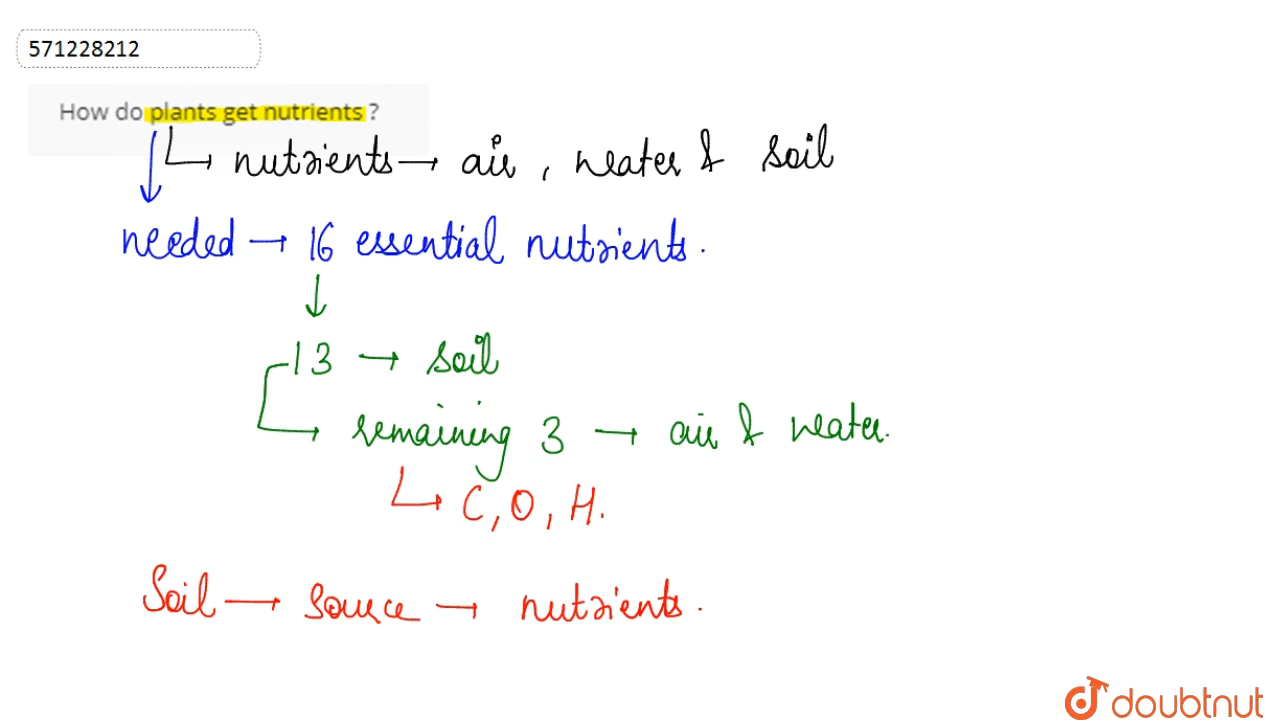 571228212
How do plants get nutrients ?
nutrients → air , water & soil
needed → 16 essential nutrients.
13 → soil
remaining 3 → air & water.
C, O, H.
Soil → source → nutrients.
doubtnut